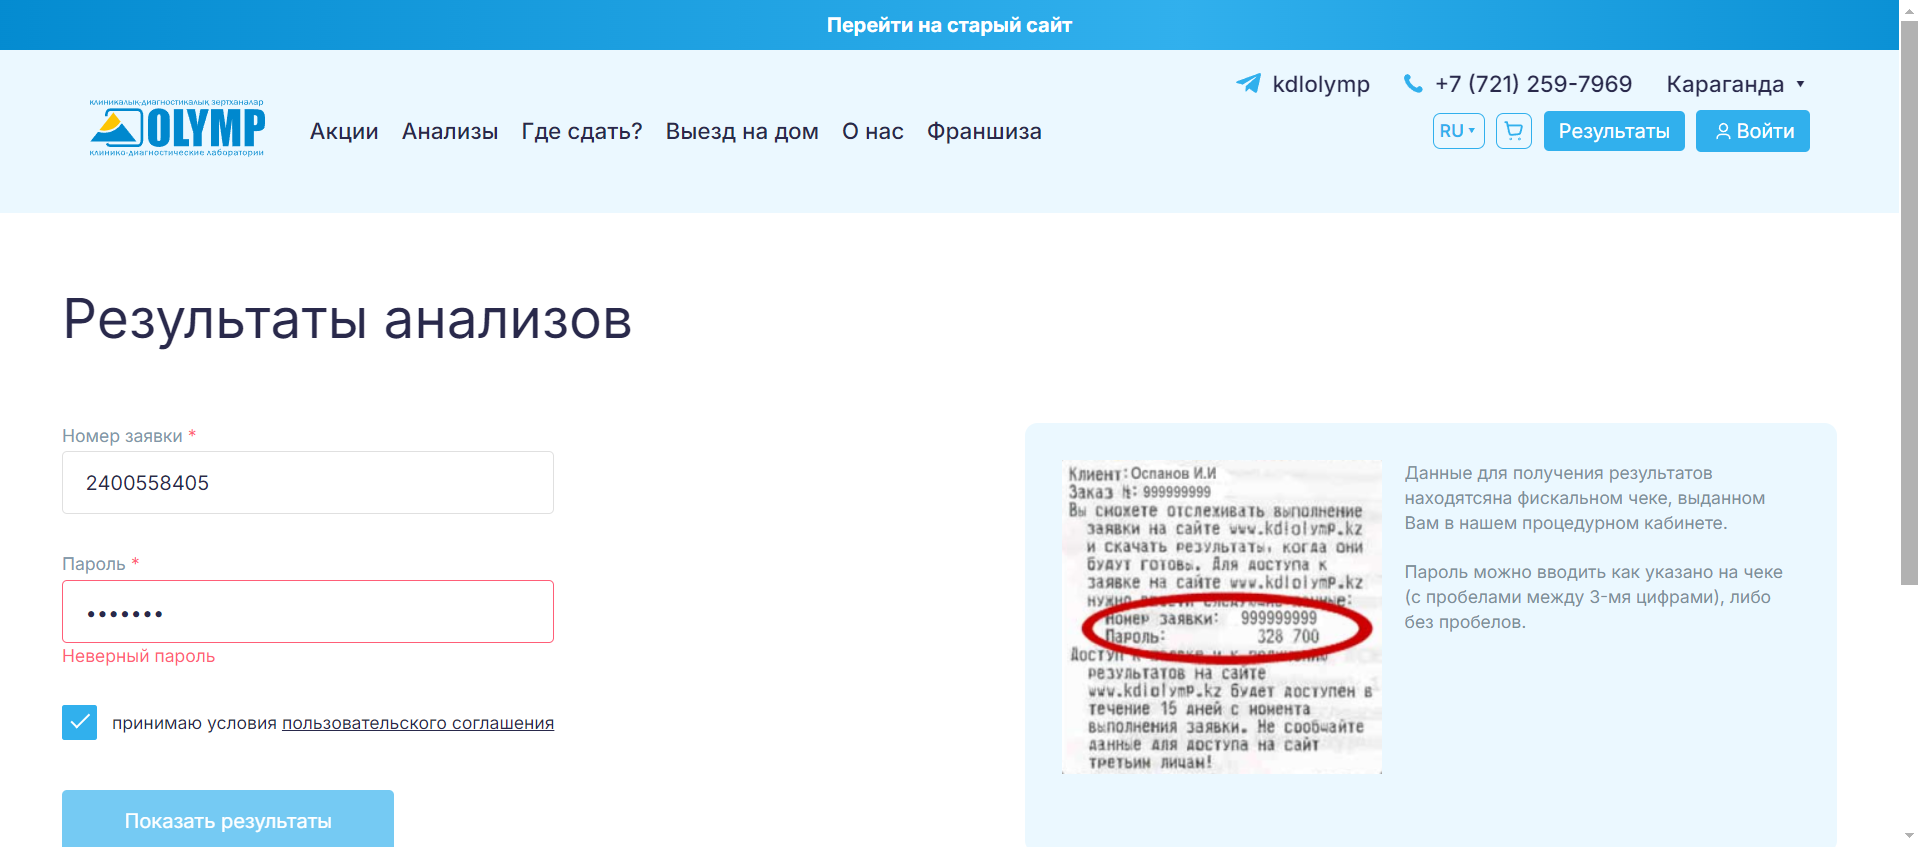 Перейти на старый сайт
kdlolymp
+7 (721) 259-7969
Караганда
клиникалық-диагностикалық зертханалар
OLYMP
клинико-диагностические лаборатории
Акции
Анализы
Где сдать?
Выезд на дом
О нас
Франшиза
RU
Результаты
Войти
Результаты анализов
Номер заявки *
2400558405
Пароль *
•••••••
Неверный пароль
принимаю условия пользовательского соглашения
Показать результаты
Клиент: Оспанов И.И
Заказ №: 999999999
Вы сможете отслеживать выполнение
заявки на сайте www.kdlolymp.kz
и скачать результаты, когда они
будут готовы. Для доступа к
заявке на сайте www.kdlolymp.kz
нужно ввести следующие данные:
Номер заявки: 999999999
Пароль: 328 700
Доступ к заявке и к
результатов на сайте
www.kdlolymp.kz будет доступен в
течение 15 дней с момента
выполнения заявки. Не сообщайте
данные для доступа на сайт
третьим лицам!
Данные для получения результатов
находятсяна фискальном чеке, выданном
Вам в нашем процедурном кабинете.
Пароль можно вводить как указано на чеке
(с пробелами между 3-мя цифрами), либо
без пробелов.